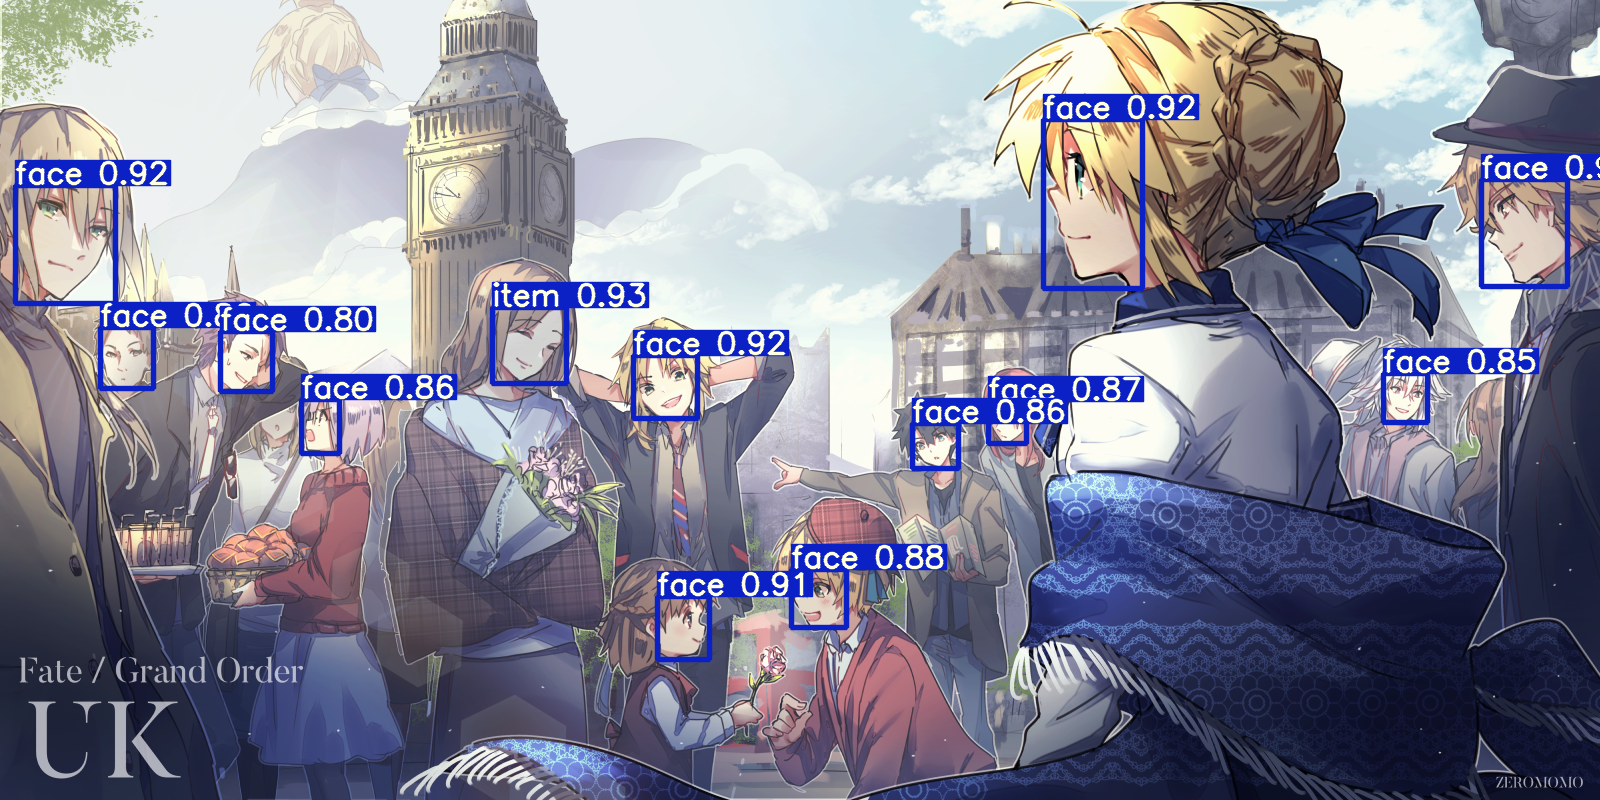 face 0.92
face 0.92
face 0.9
item 0.93
face 0.8
face 0.80
face 0.92
face 0.85
face 0.86
face 0.87
face 0.86
face 0.88
face 0.91
Fate / Grand Order
UK
ZEROMOMO